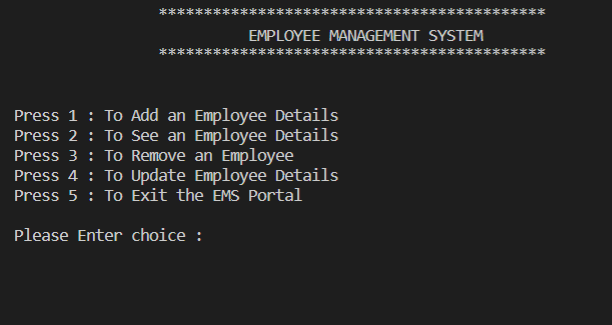 *******************************************
EMPLOYEE MANAGEMENT SYSTEM
*******************************************
Press 1 : To Add an Employee Details
Press 2 : To See an Employee Details
Press 3 : To Remove an Employee
Press 4 : To Update Employee Details
Press 5 : To Exit the EMS Portal
Please Enter choice :